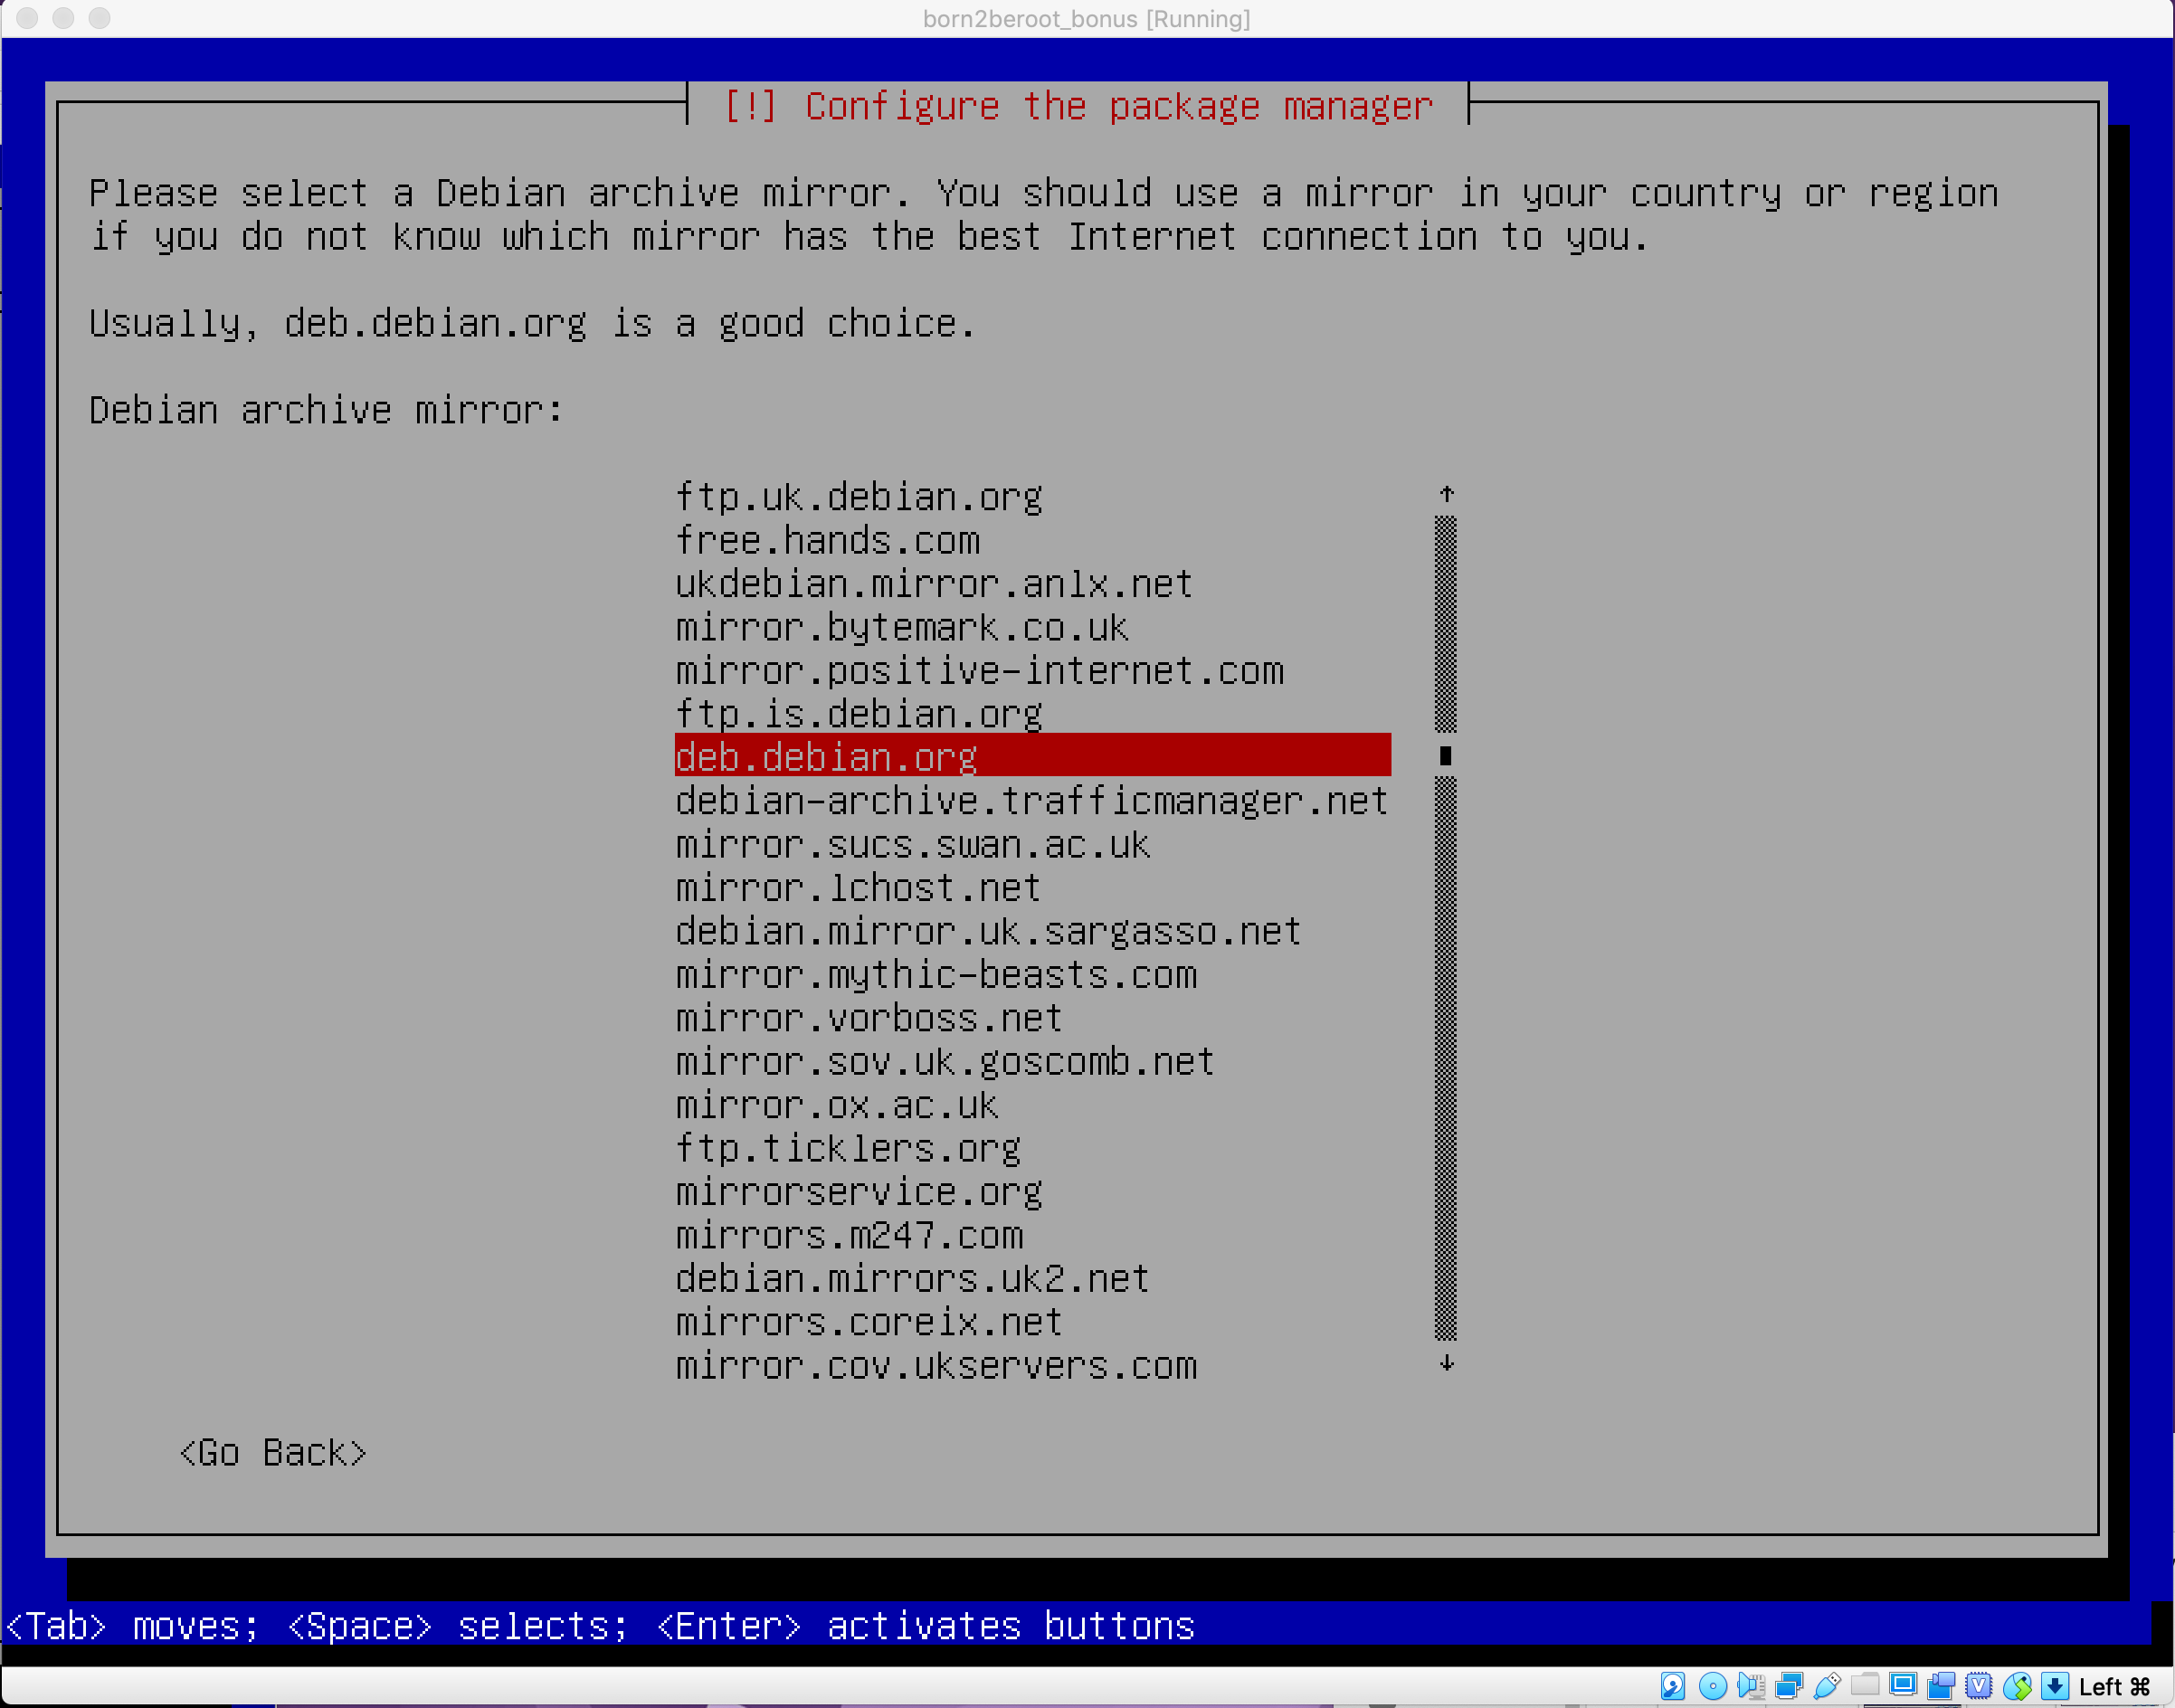 born2beroot_bonus [Running]
[!] Configure the package manager
Please select a Debian archive mirror. You should use a mirror in your country or region
if you do not know which mirror has the best Internet connection to you.
Usually, deb.debian.org is a good choice.
Debian archive mirror:
ftp.uk.debian.org
free.hands.com
ukdebian.mirror.anlx.net
mirror.bytemark.co.uk
mirror.positive-internet.com
ftp.is.debian.org
deb.debian.org
debian-archive.trafficmanager.net
mirror.sucs.swan.ac.uk
mirror.lchost.net
debian.mirror.uk.sargasso.net
mirror.mythic-beasts.com
mirror.vorboss.net
mirror.sov.uk.goscomb.net
mirror.ox.ac.uk
ftp.ticklers.org
mirrorservice.org
mirrors.m247.com
debian.mirrors.uk2.net
mirrors.coreix.net
mirror.cov.ukservers.com
<Go Back>
<Tab> moves; <Space> selects; <Enter> activates buttons
Left ⌘